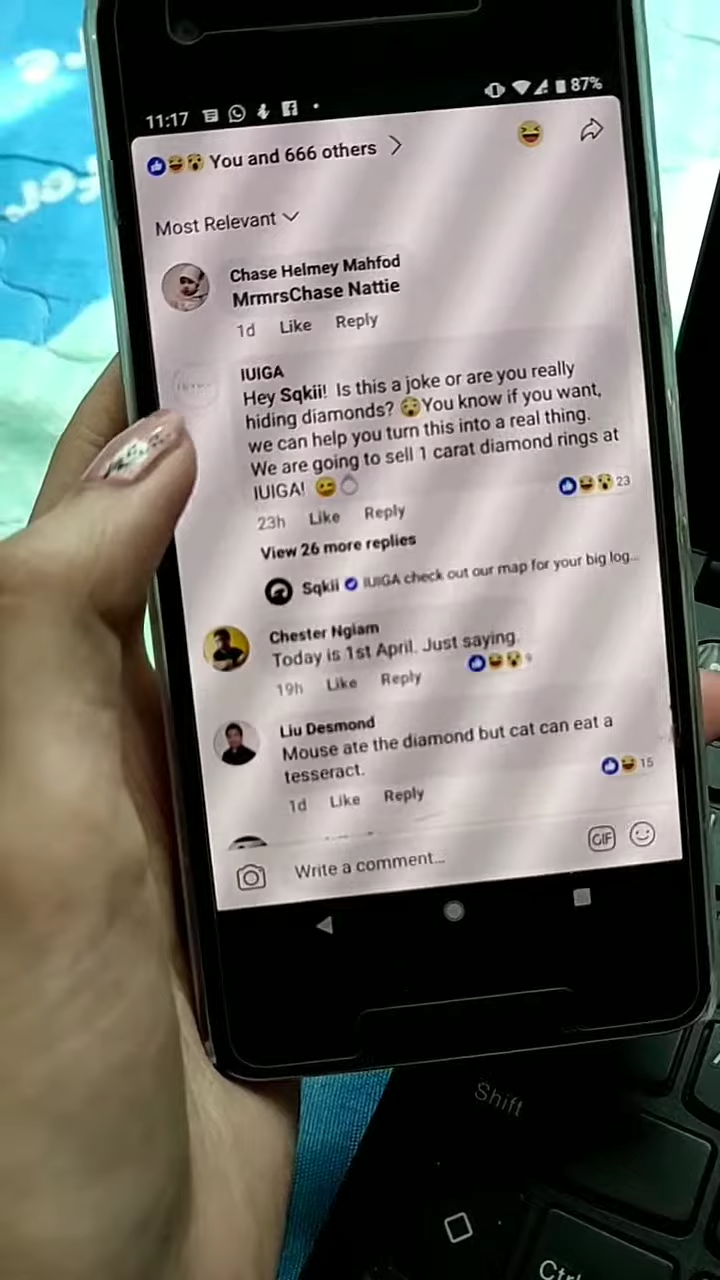 11:17
87%
You and 666 others
Most Relevant
Chase Helmey Mahfod
MrmrsChase Nattie
1d Like Reply
IUIGA
Hey Sqkii! Is this a joke or are you really
hiding diamonds? 😯You know if you want,
we can help you turn this into a real thing.
We are going to sell 1 carat diamond rings at
IUIGA! 😄💍
23
23h Like Reply
View 26 more replies
Sqkii IUIGA check out our map for your big log...
Chester Ngiam
Today is 1st April. Just saying.
9
19h Like Reply
Liu Desmond
Mouse ate the diamond but cat can eat a
tesseract.
15
1d Like Reply
Write a comment...
GIF
Shift
Ctrl